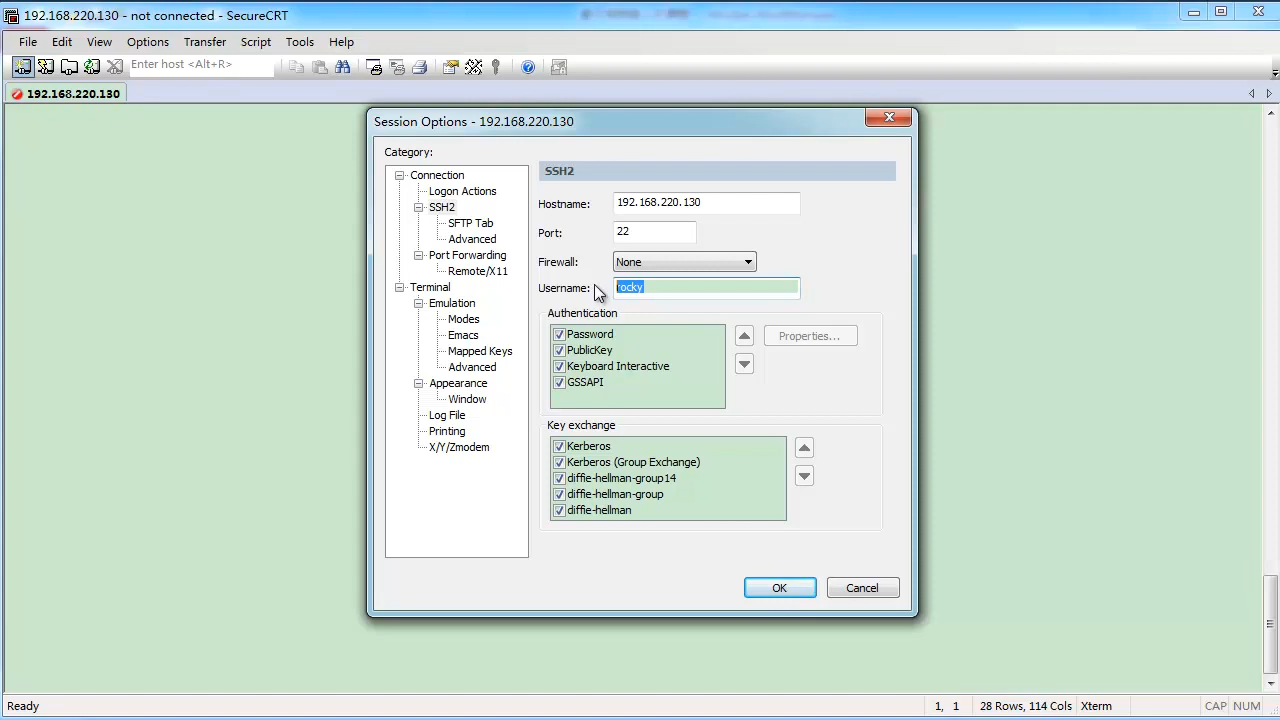 192.168.220.130 - not connected - SecureCRT
File Edit View Options Transfer Script Tools Help
Enter host <Alt+R>
192.168.220.130
Session Options - 192.168.220.130
Category:
Connection
Logon Actions
SSH2
SFTP Tab
Advanced
Port Forwarding
Remote/X11
Terminal
Emulation
Modes
Emacs
Mapped Keys
Advanced
Appearance
Window
Log File
Printing
X/Y/Zmodem
SSH2
Hostname: 192.168.220.130
Port: 22
Firewall: None
Username: rocky
Authentication
Password
PublicKey
Keyboard Interactive
GSSAPI
Properties...
Key exchange
Kerberos
Kerberos (Group Exchange)
diffie-hellman-group14
diffie-hellman-group
diffie-hellman
OK Cancel
Ready 1, 1 28 Rows, 114 Cols Xterm CAP NUM